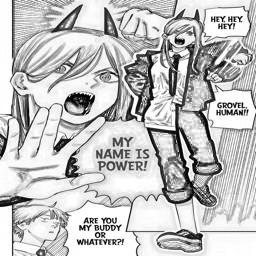 HEY, HEY,
HEY!
GROVEL,
HUMAN!!
MY
NAME IS
POWER!
ARE YOU
MY BUDDY
OR
WHATEVER?!